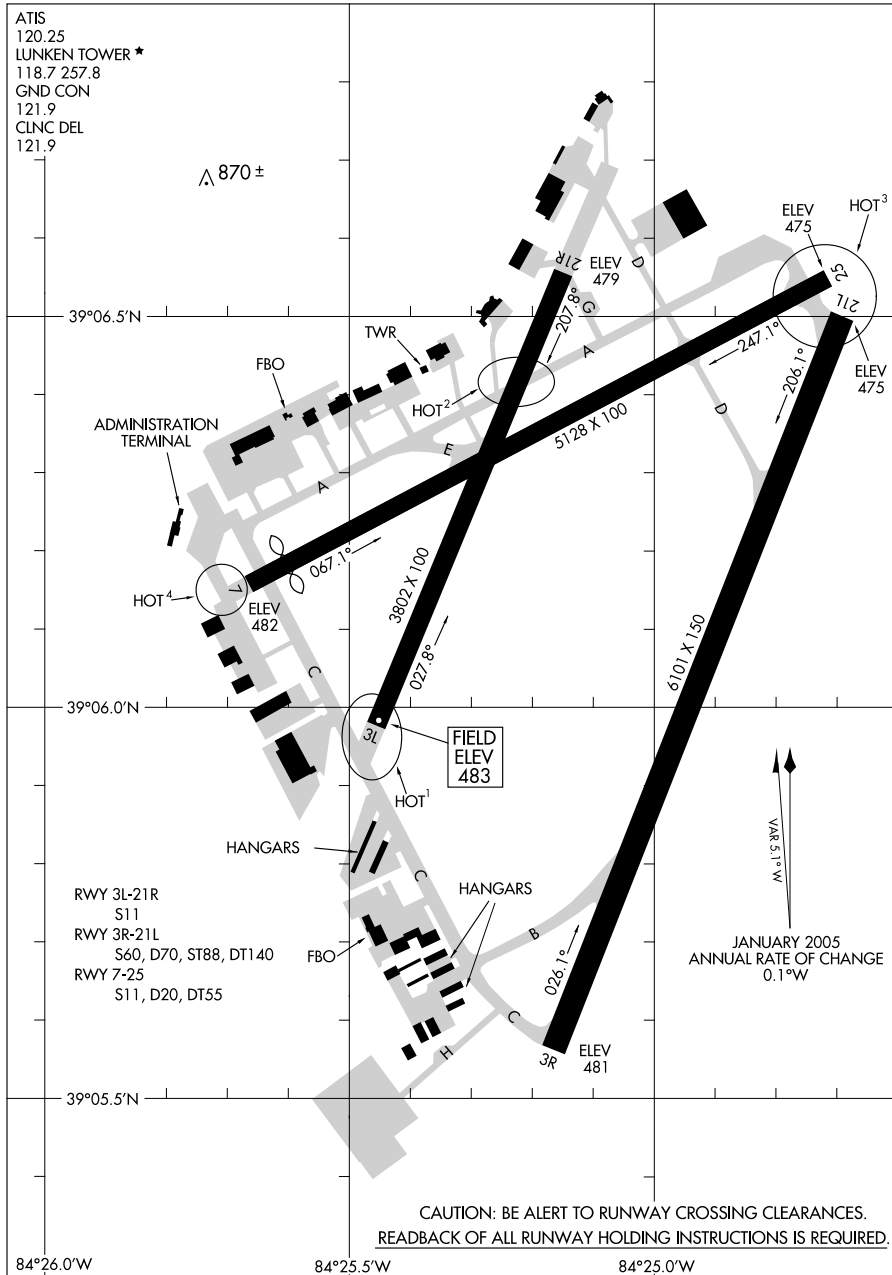 ATIS
120.25
LUNKEN TOWER ★
118.7 257.8
GND CON
121.9
CLNC DEL
121.9
870 ±
ELEV
475
HOT³
25
21L
ELEV
475
D
21R
ELEV
479
207.8°
G
A
247.1°
206.1°
39°06.5'N
TWR
FBO
HOT²
5128 X 100
D
ADMINISTRATION
TERMINAL
E
A
067.1°
3802 X 100
HOT⁴
7
ELEV
482
027.8°
6101 X 150
C
39°06.0'N
3L
FIELD
ELEV
483
HOT¹
VAR 5.1° W
HANGARS
C
HANGARS
RWY 3L-21R
S11
RWY 3R-21L
S60, D70, ST88, DT140
RWY 7-25
S11, D20, DT55
FBO
B
026.1°
JANUARY 2005
ANNUAL RATE OF CHANGE
0.1°W
C
H
3R
ELEV
481
39°05.5'N
CAUTION: BE ALERT TO RUNWAY CROSSING CLEARANCES.
READBACK OF ALL RUNWAY HOLDING INSTRUCTIONS IS REQUIRED.
84°26.0'W
84°25.5'W
84°25.0'W